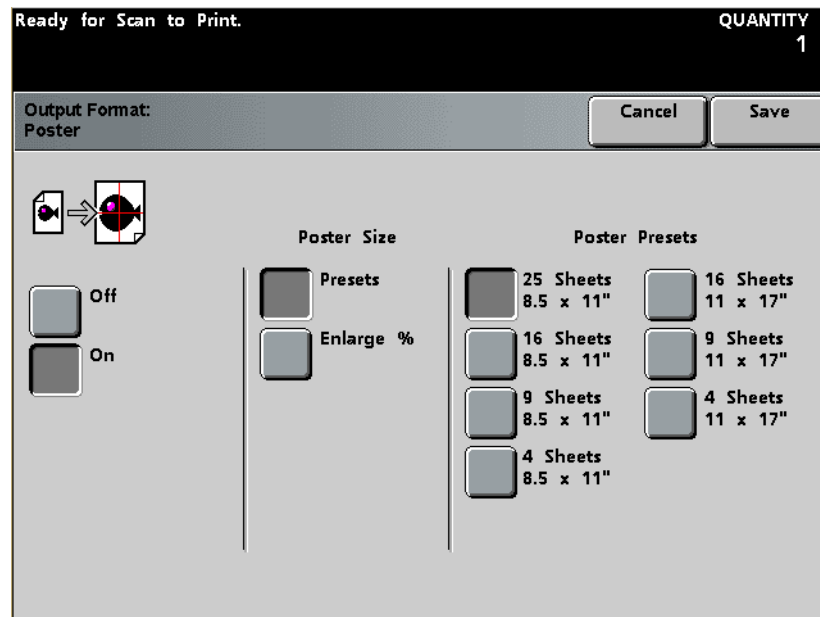 Ready for Scan to Print.
QUANTITY
1
Output Format:
Poster
Cancel
Save
Off
On
Poster Size
Presets
Enlarge %
Poster Presets
25 Sheets
8.5 x 11"
16 Sheets
8.5 x 11"
9 Sheets
8.5 x 11"
4 Sheets
8.5 x 11"
16 Sheets
11 x 17"
9 Sheets
11 x 17"
4 Sheets
11 x 17"